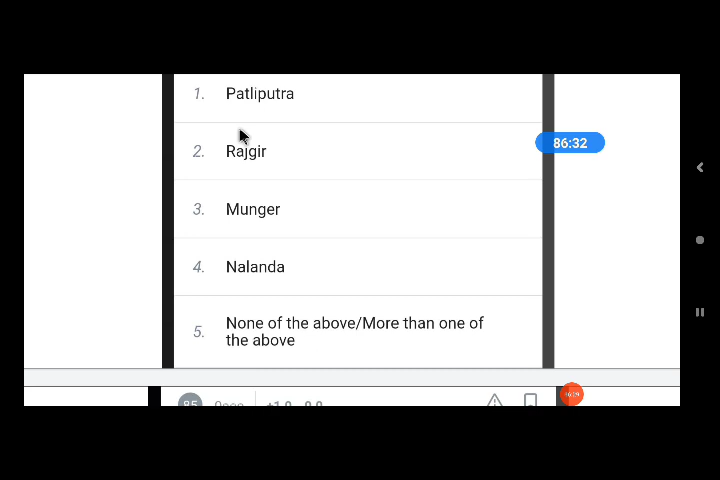 1. Patliputra
2. Rajgir
86:32
3. Munger
4. Nalanda
5. None of the above/More than one of
the above
85